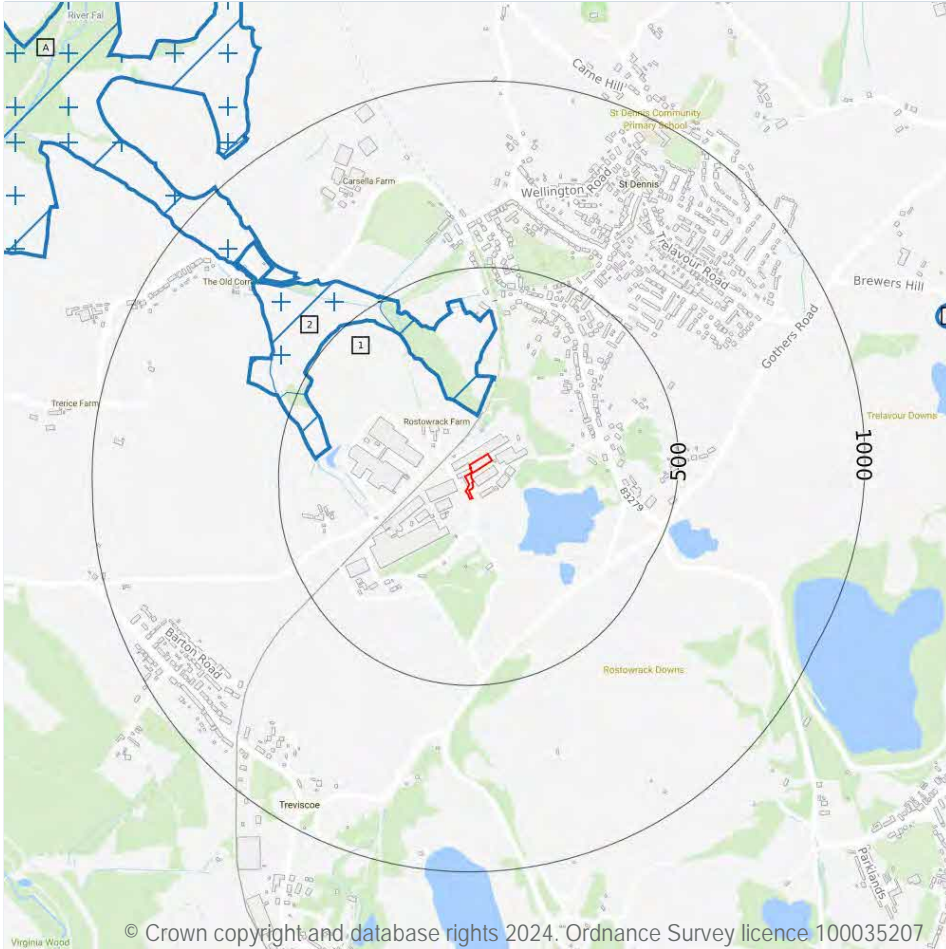 River Fal
A
Carne Hill
St Dennis Community
Primary School
Carsella Farm
Wellington Road
St Dennis
Trelavour Road
The Old Corn
Brewers Hill
2
1
Gothers Road
Trerice Farm
Trelavour Downs
Rostowrack Farm
500
1000
B3279
Barton Road
Rostowrack Downs
Treviscoe
Parklands
Virginia Wood
© Crown copyright and database rights 2024. Ordnance Survey licence 100035207.